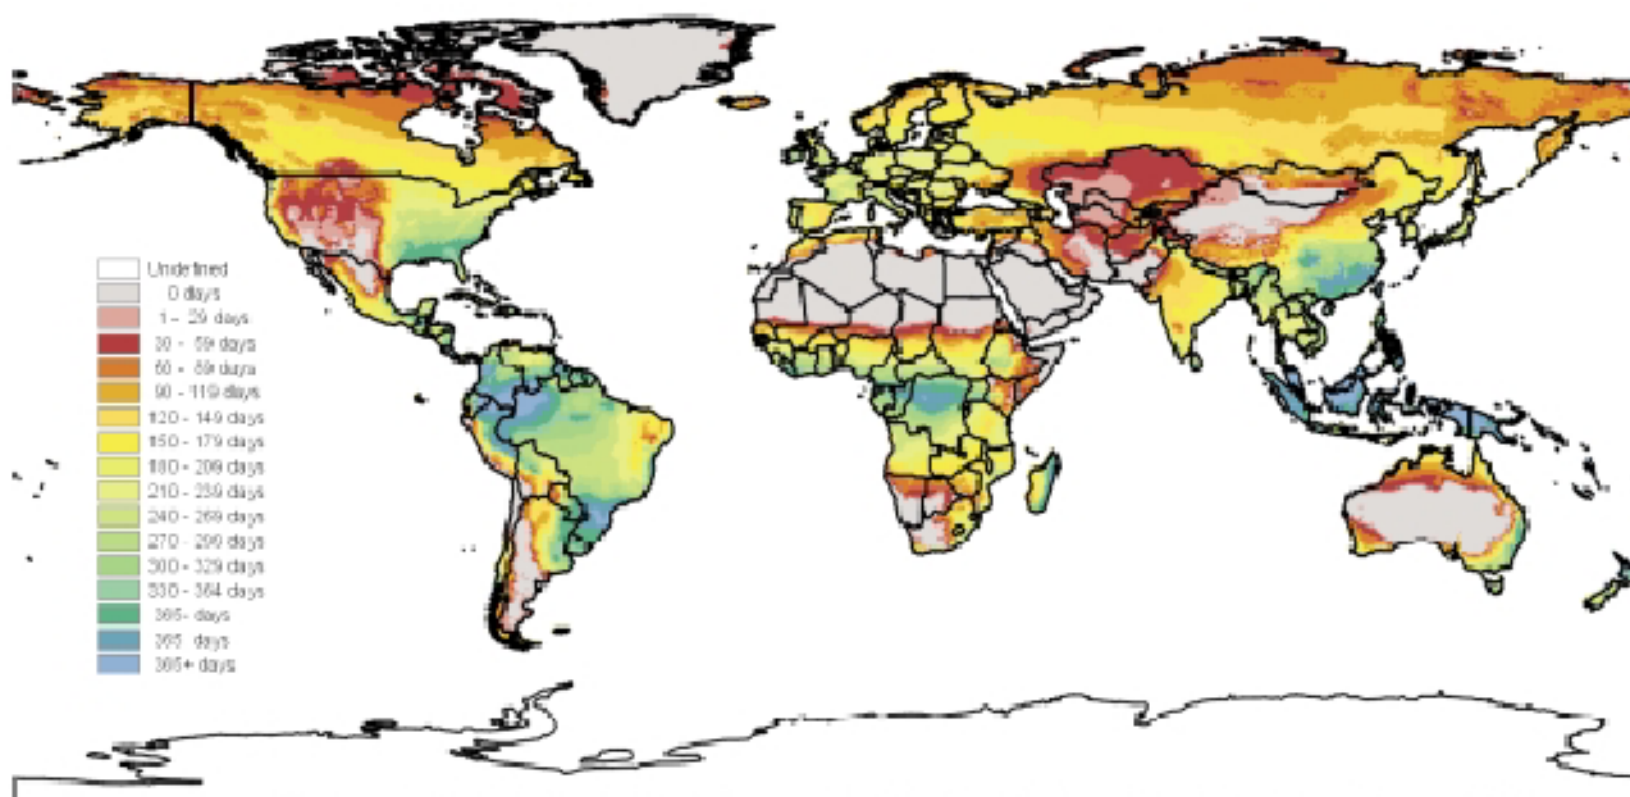 Undefined
0 days
1 - 29 days
30 - 59 days
60 - 89 days
90 - 119 days
120 - 149 days
150 - 179 days
180 - 209 days
210 - 239 days
240 - 269 days
270 - 299 days
300 - 329 days
330 - 364 days
365- days
365 days
365+ days